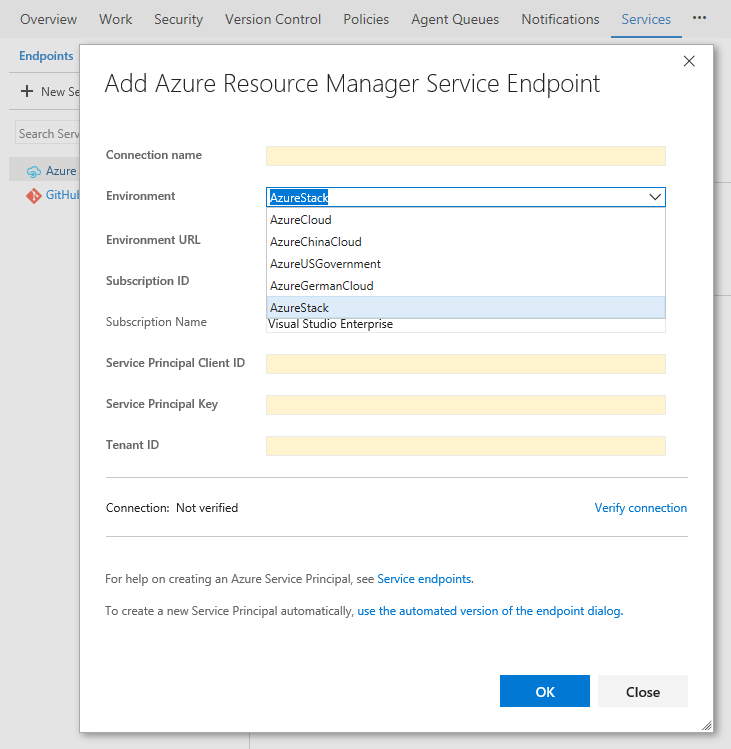 Overview Work Security Version Control Policies Agent Queues Notifications Services ...
Endpoints
New Se
Search Serv
Azure
GitHub
Add Azure Resource Manager Service Endpoint
Connection name
Environment AzureStack
AzureCloud
AzureChinaCloud
AzureUSGovernment
AzureGermanCloud
AzureStack
Environment URL
Subscription ID
Subscription Name Visual Studio Enterprise
Service Principal Client ID
Service Principal Key
Tenant ID
Connection: Not verified Verify connection
For help on creating an Azure Service Principal, see Service endpoints.
To create a new Service Principal automatically, use the automated version of the endpoint dialog.
OK Close